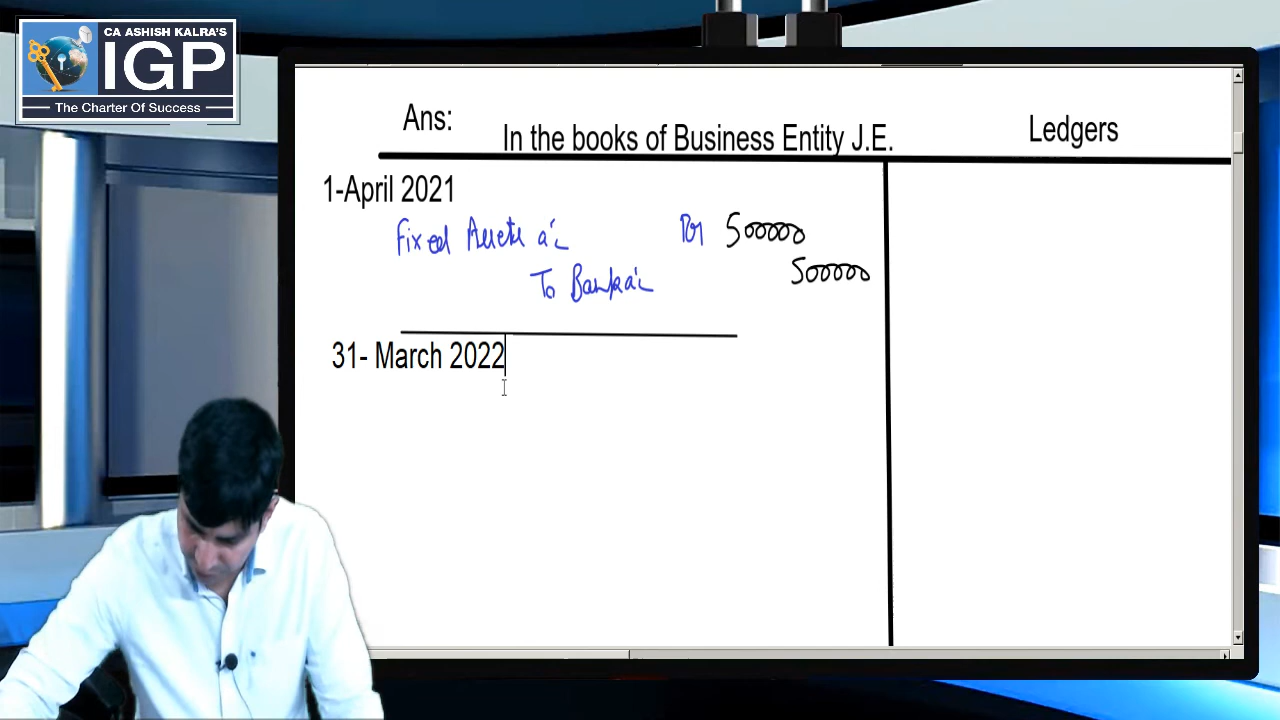 CA ASHISH KALRA'S
IGP
The Charter Of Success
Ans:
In the books of Business Entity J.E.
Ledgers
1-April 2021
Fixed Assets a/c Dr 500000
To Bank a/c 500000
31- March 2022